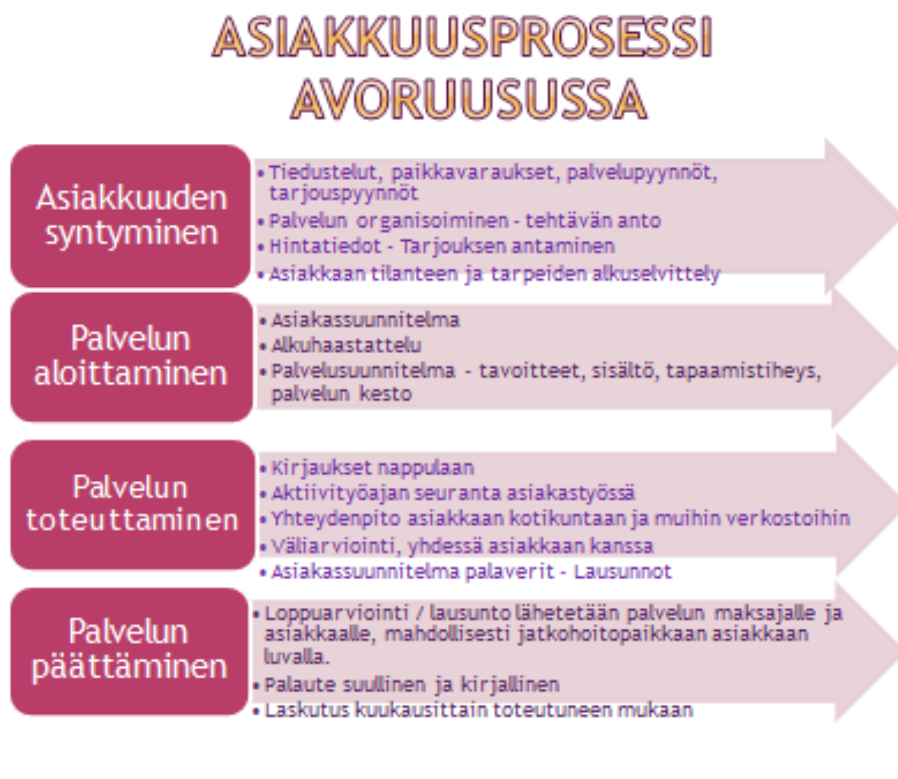 ASIAKKUUSPROSESSI
AVORUUSUSSA
Asiakkuuden
syntyminen
• Tiedustelut, paikkavaraukset, palvelupyynnöt,
tarjouspyynnöt
• Palvelun organisoiminen - tehtävän anto
• Hintatiedot - Tarjouksen antaminen
• Asiakkaan tilanteen ja tarpeiden alkuselvittely
Palvelun
aloittaminen
• Asiakassuunnitelma
• Alkuhaastattelu
• Palvelusuunnitelma - tavoitteet, sisältö, tapaamistiheys,
palvelun kesto
Palvelun
toteuttaminen
• Kirjaukset nappulaan
• Aktiivityöajan seuranta asiakastyössä
• Yhteydenpito asiakkaan kotikuntaan ja muihin verkostoihin
• Väliarviointi, yhdessä asiakkaan kanssa
• Asiakassuunnitelma palaverit - Lausunnot
Palvelun
päättäminen
• Loppuarviointi / lausunto lähetetään palvelun maksajalle ja
asiakkaalle, mahdollisesti jatkohoitopaikkaan asiakkaan
luvalla.
• Palaute suullinen ja kirjallinen
• Laskutus kuukausittain toteutuneen mukaan